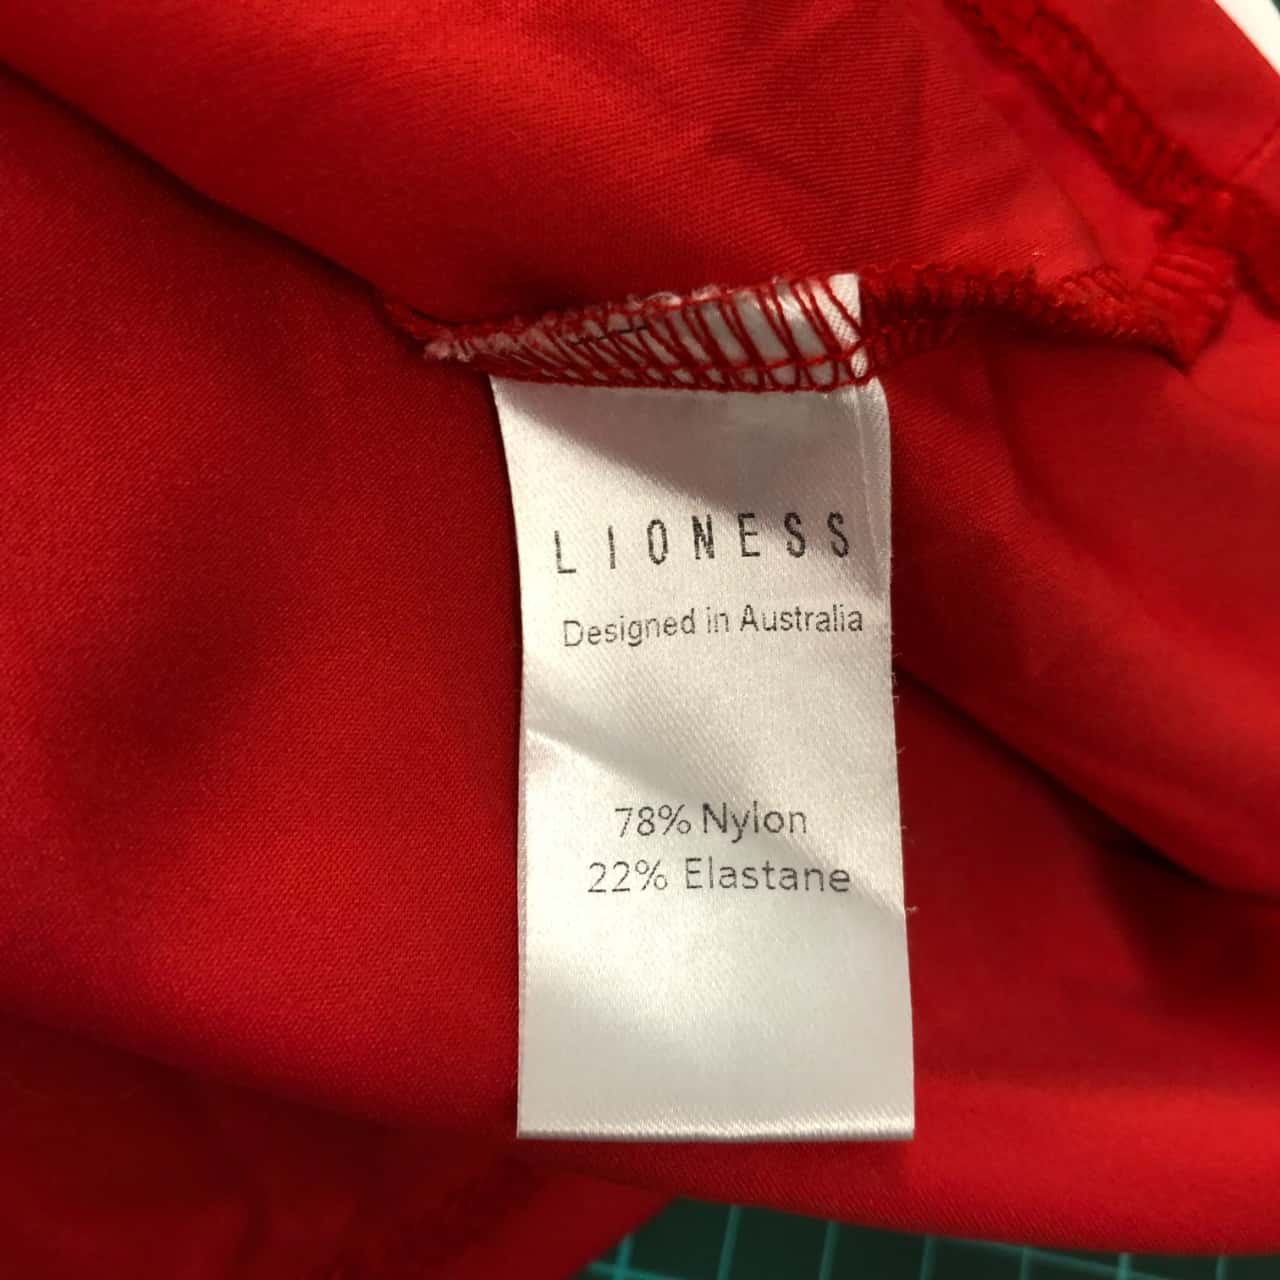 LIONESS
Designed in Australia
78% Nylon
22% Elastane